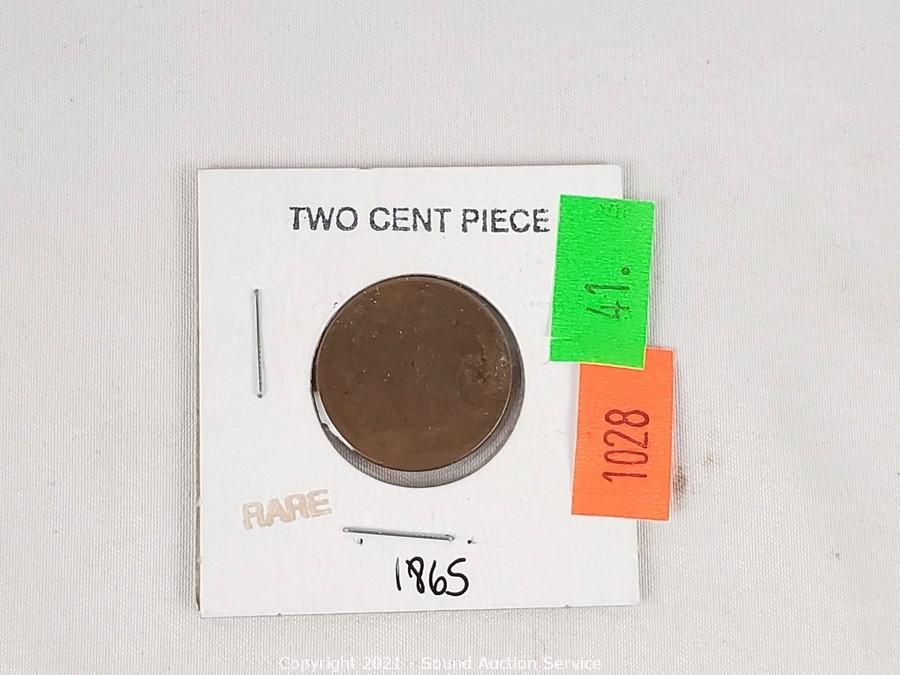 TWO CENT PIECE
41.
1028
RARE
1865
Copyright 2021 - Sound Auction Service